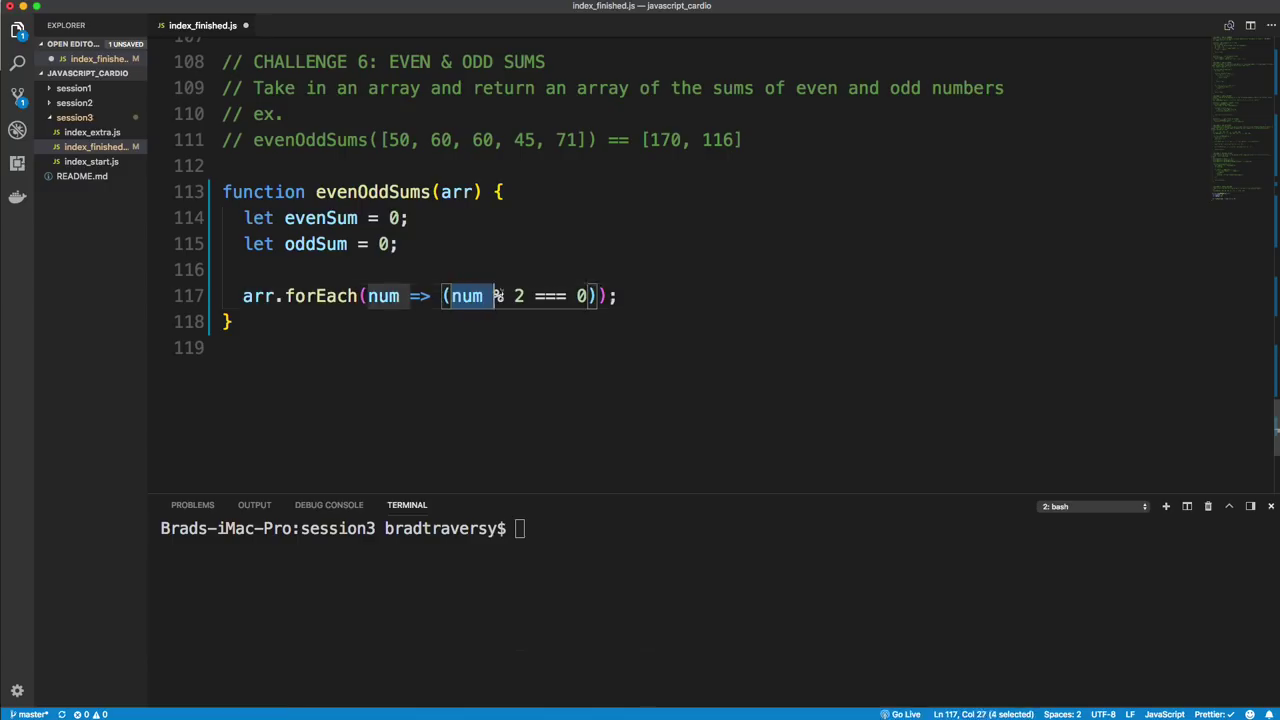 index_finished.js — javascript_cardio
EXPLORER
index_finished.js
OPEN EDITO... 1 UNSAVED
index_finishe... M
JAVASCRIPT_CARDIO
session1
session2
session3
index_extra.js
index_finished... M
index_start.js
README.md
107
108 // CHALLENGE 6: EVEN & ODD SUMS
109 // Take in an array and return an array of the sums of even and odd numbers
110 // ex.
111 // evenOddSums([50, 60, 60, 45, 71]) == [170, 116]
112
113 function evenOddSums(arr) {
114 let evenSum = 0;
115 let oddSum = 0;
116
117 arr.forEach(num => (num % 2 === 0));
118 }
119
PROBLEMS OUTPUT DEBUG CONSOLE TERMINAL 2: bash
Brads-iMac-Pro:session3 bradtraversy$
master* 0 0 Go Live Ln 117, Col 27 (4 selected) Spaces: 2 UTF-8 LF JavaScript Prettier: ✓